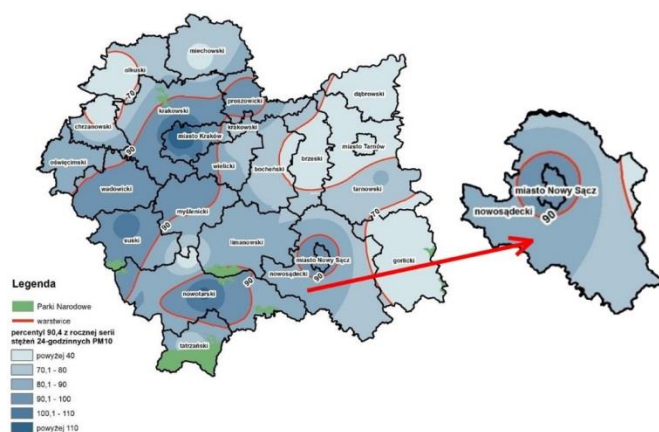 miechowski
olkuski
70
dąbrowski
proszowicki
krakowski
chrzanowski
krakowski
miasto Kraków
miasto Tarnów
90
oświęcimski
wielicki
brzeski
bocheński
tarnowski
wadowicki
70
myślenicki
suski
90
limanowski
miasto Nowy Sącz
gorlicki
nowosądecki
90
90
nowotarski
tatrzański
miasto Nowy Sącz
nowosądecki
90
Legenda
Parki Narodowe
warstwice
percentyl 90,4 z rocznej serii
stężeń 24-godzinnych PM10
powyżej 40
70,1 - 80
80,1 - 90
90,1 - 100
100,1 - 110
powyżej 110